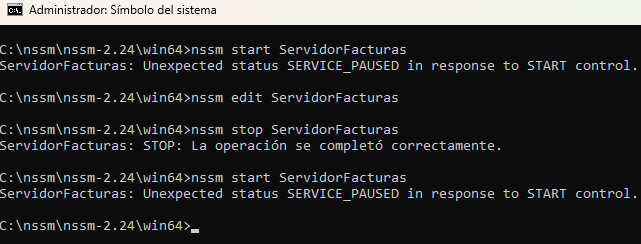 Administrador: Símbolo del sistema
C:\nssm\nssm-2.24\win64>nssm start ServidorFacturas
ServidorFacturas: Unexpected status SERVICE_PAUSED in response to START control.
C:\nssm\nssm-2.24\win64>nssm edit ServidorFacturas
C:\nssm\nssm-2.24\win64>nssm stop ServidorFacturas
ServidorFacturas: STOP: La operación se completó correctamente.
C:\nssm\nssm-2.24\win64>nssm start ServidorFacturas
ServidorFacturas: Unexpected status SERVICE_PAUSED in response to START control.
C:\nssm\nssm-2.24\win64>